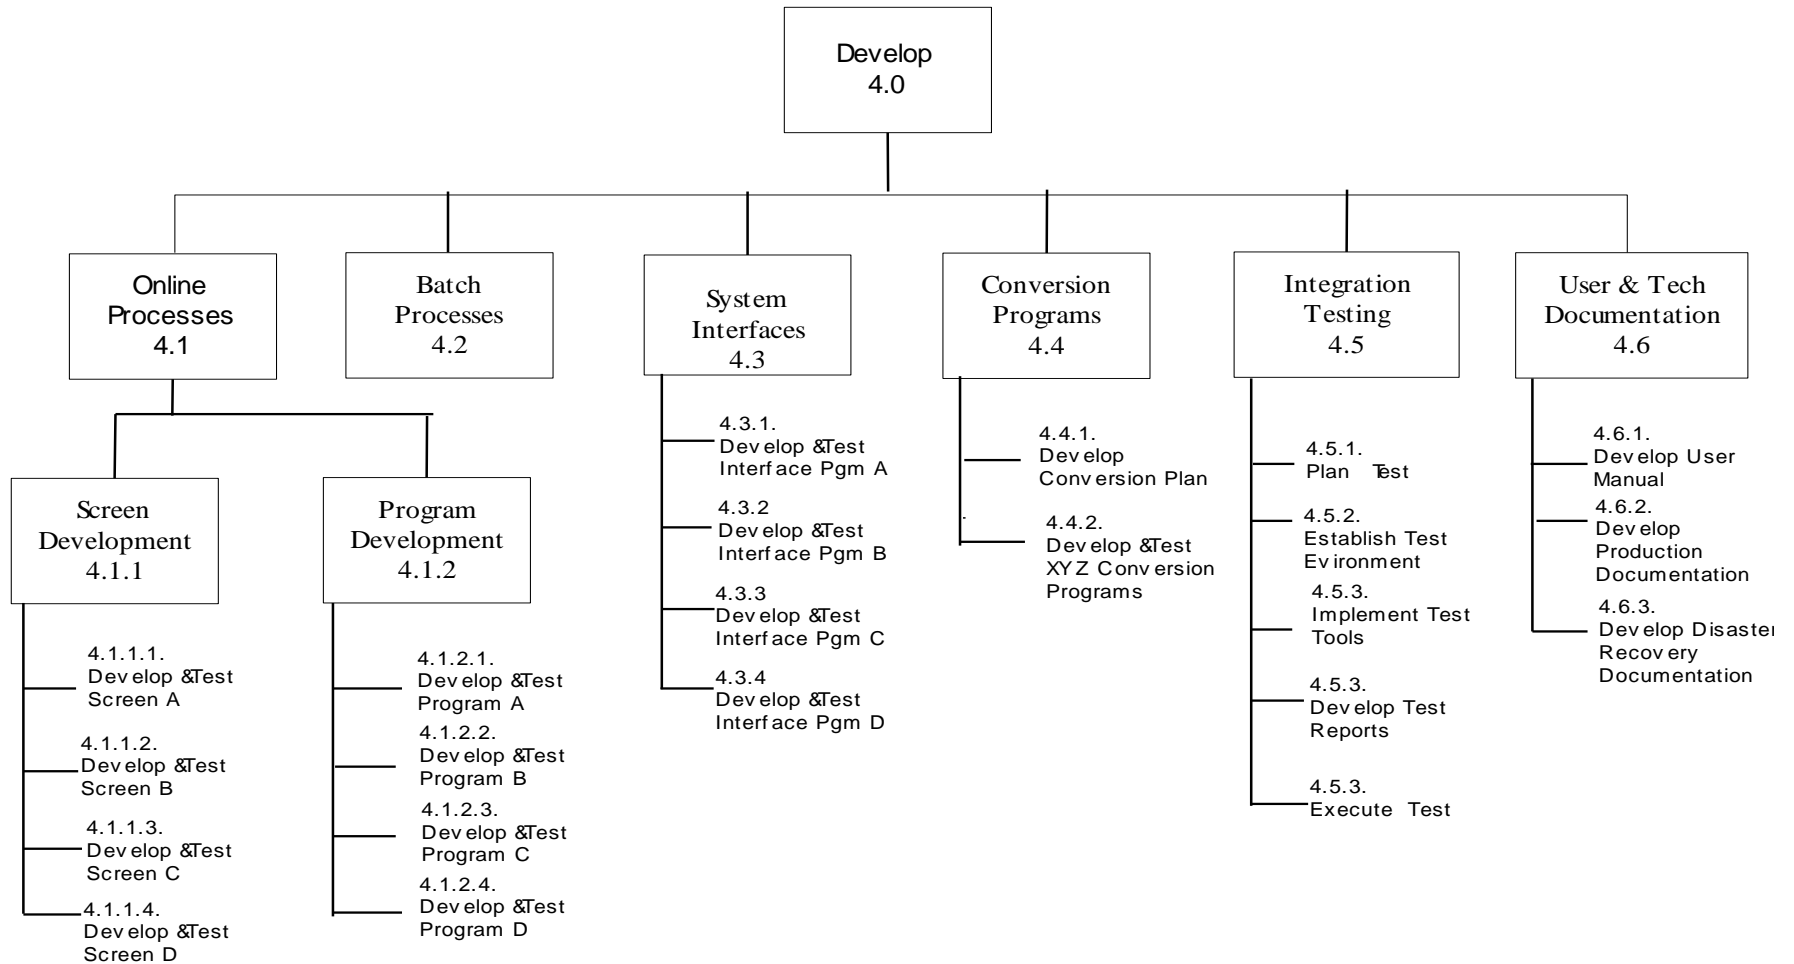 Develop
4.0
Online
Processes
4.1
Batch
Processes
4.2
System
Interfaces
4.3
Conversion
Programs
4.4
Integration
Testing
4.5
User & Tech
Documentation
4.6
Screen
Development
4.1.1
Program
Development
4.1.2
4.1.1.1.
Develop &Test
Screen A
4.1.1.2.
Develop &Test
Screen B
4.1.1.3.
Develop &Test
Screen C
4.1.1.4.
Develop &Test
Screen D
4.1.2.1.
Develop &Test
Program A
4.1.2.2.
Develop &Test
Program B
4.1.2.3.
Develop &Test
Program C
4.1.2.4.
Develop &Test
Program D
4.3.1.
Develop &Test
Interface Pgm A
4.3.2
Develop &Test
Interface Pgm B
4.3.3
Develop &Test
Interface Pgm C
4.3.4
Develop &Test
Interface Pgm D
4.4.1.
Develop
Conversion Plan
4.4.2.
Develop &Test
XYZ Conversion
Programs
4.5.1.
Plan Test
4.5.2.
Establish Test
Evironment
4.5.3.
Implement Test
Tools
4.5.3.
Develop Test
Reports
4.5.3.
Execute Test
4.6.1.
Develop User
Manual
4.6.2.
Develop
Production
Documentation
4.6.3.
Develop Disaster
Recovery
Documentation